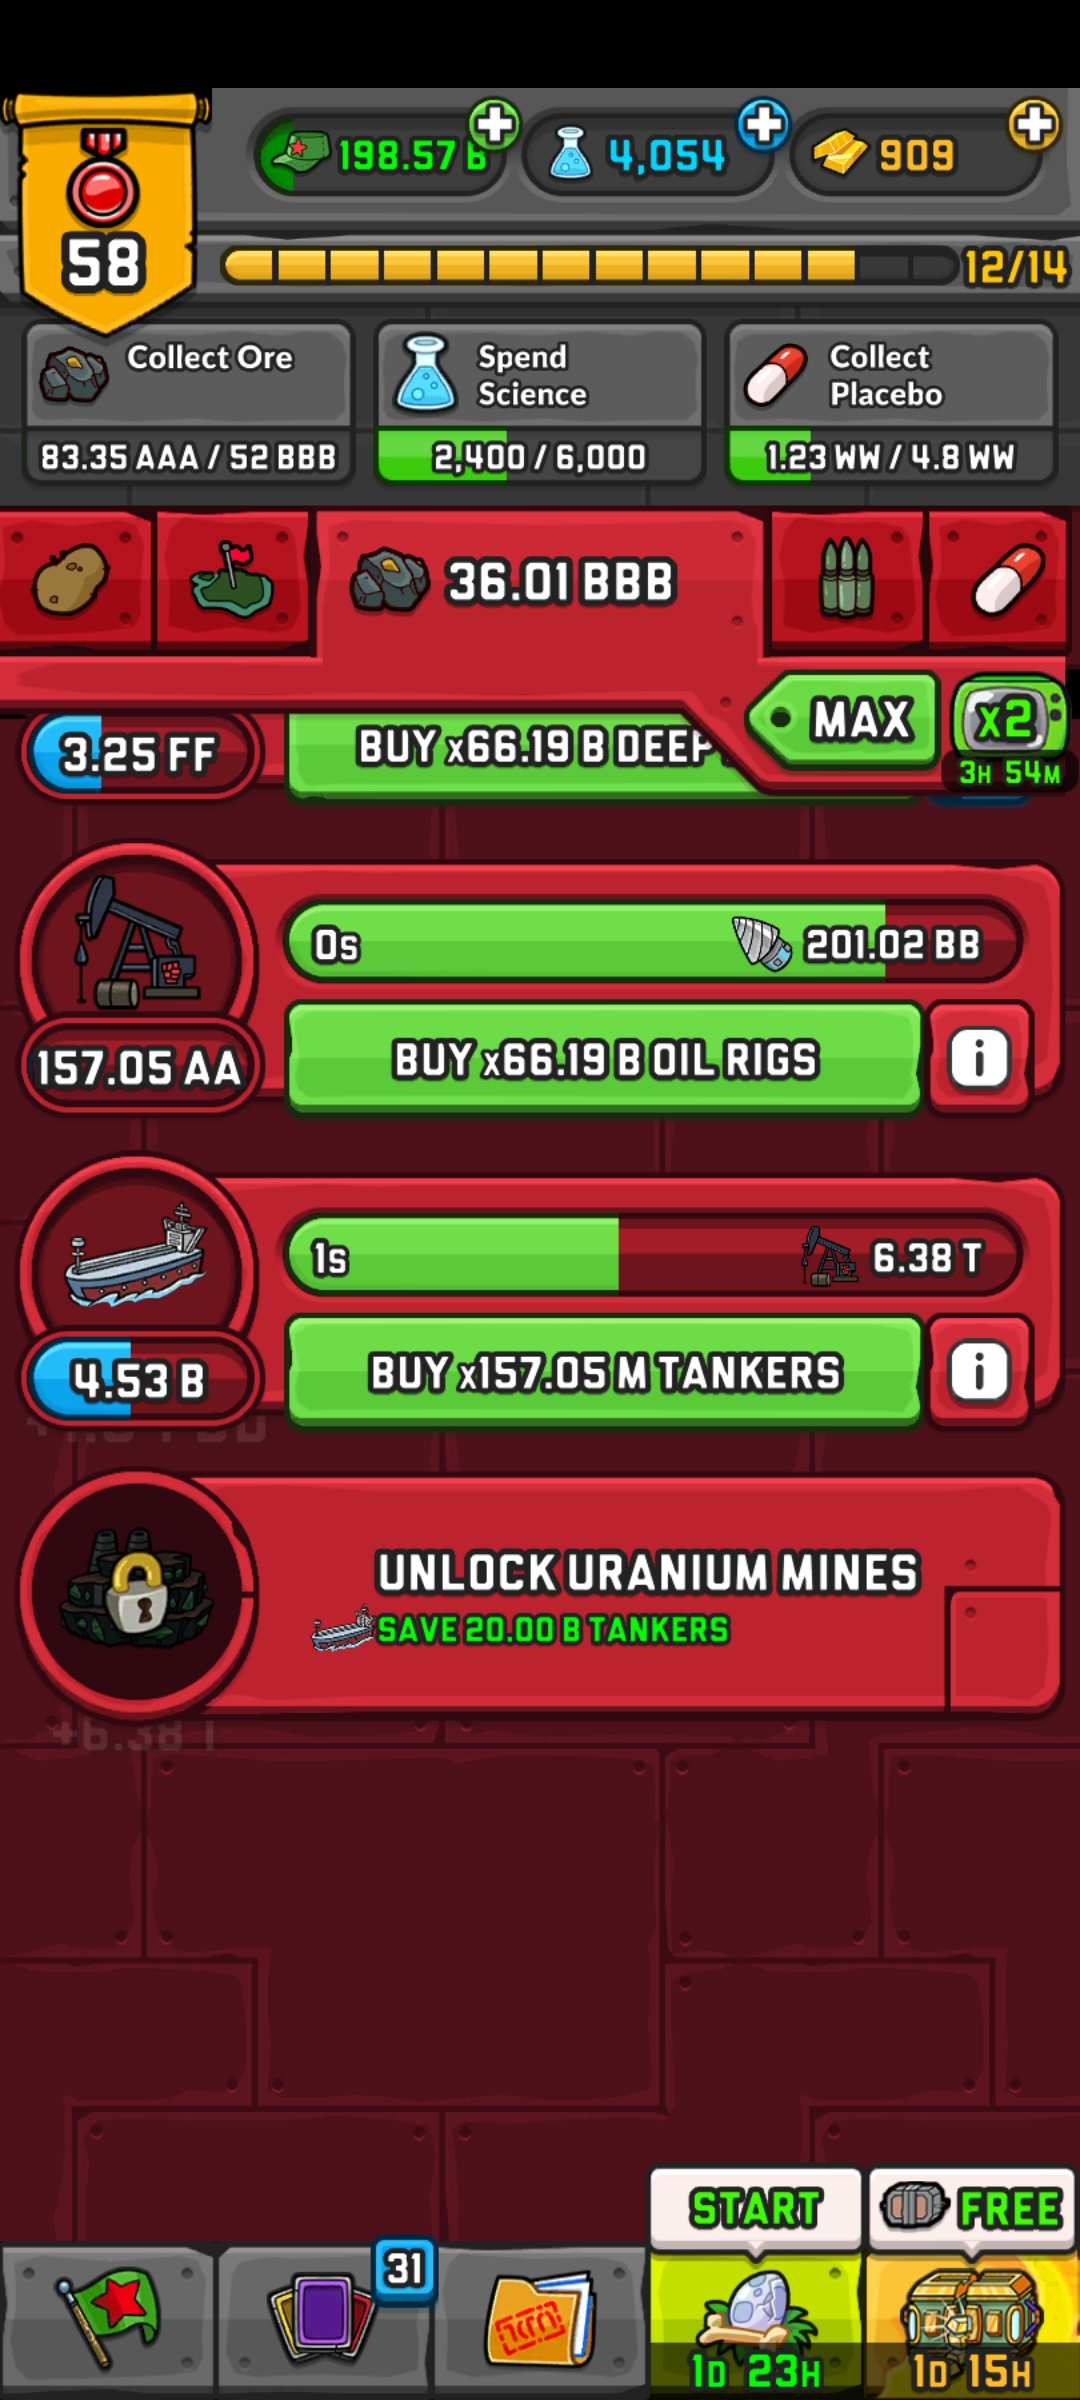 198.57 B
4,054
909
58
12/14
Collect Ore
83.35 AAA / 52 BBB
Spend
Science
2,400 / 6,000
Collect
Placebo
1.23 WW / 4.8 WW
36.01 BBB
MAX
x2
3H 54M
3.25 FF
BUY x66.19 B DEEP
0s
201.02 BB
157.05 AA
BUY x66.19 B OIL RIGS
i
1s
6.38 T
4.53 B
BUY x157.05 M TANKERS
i
UNLOCK URANIUM MINES
SAVE 20.00 B TANKERS
+6.38 T
START
FREE
31
1D 23H
1D 15H